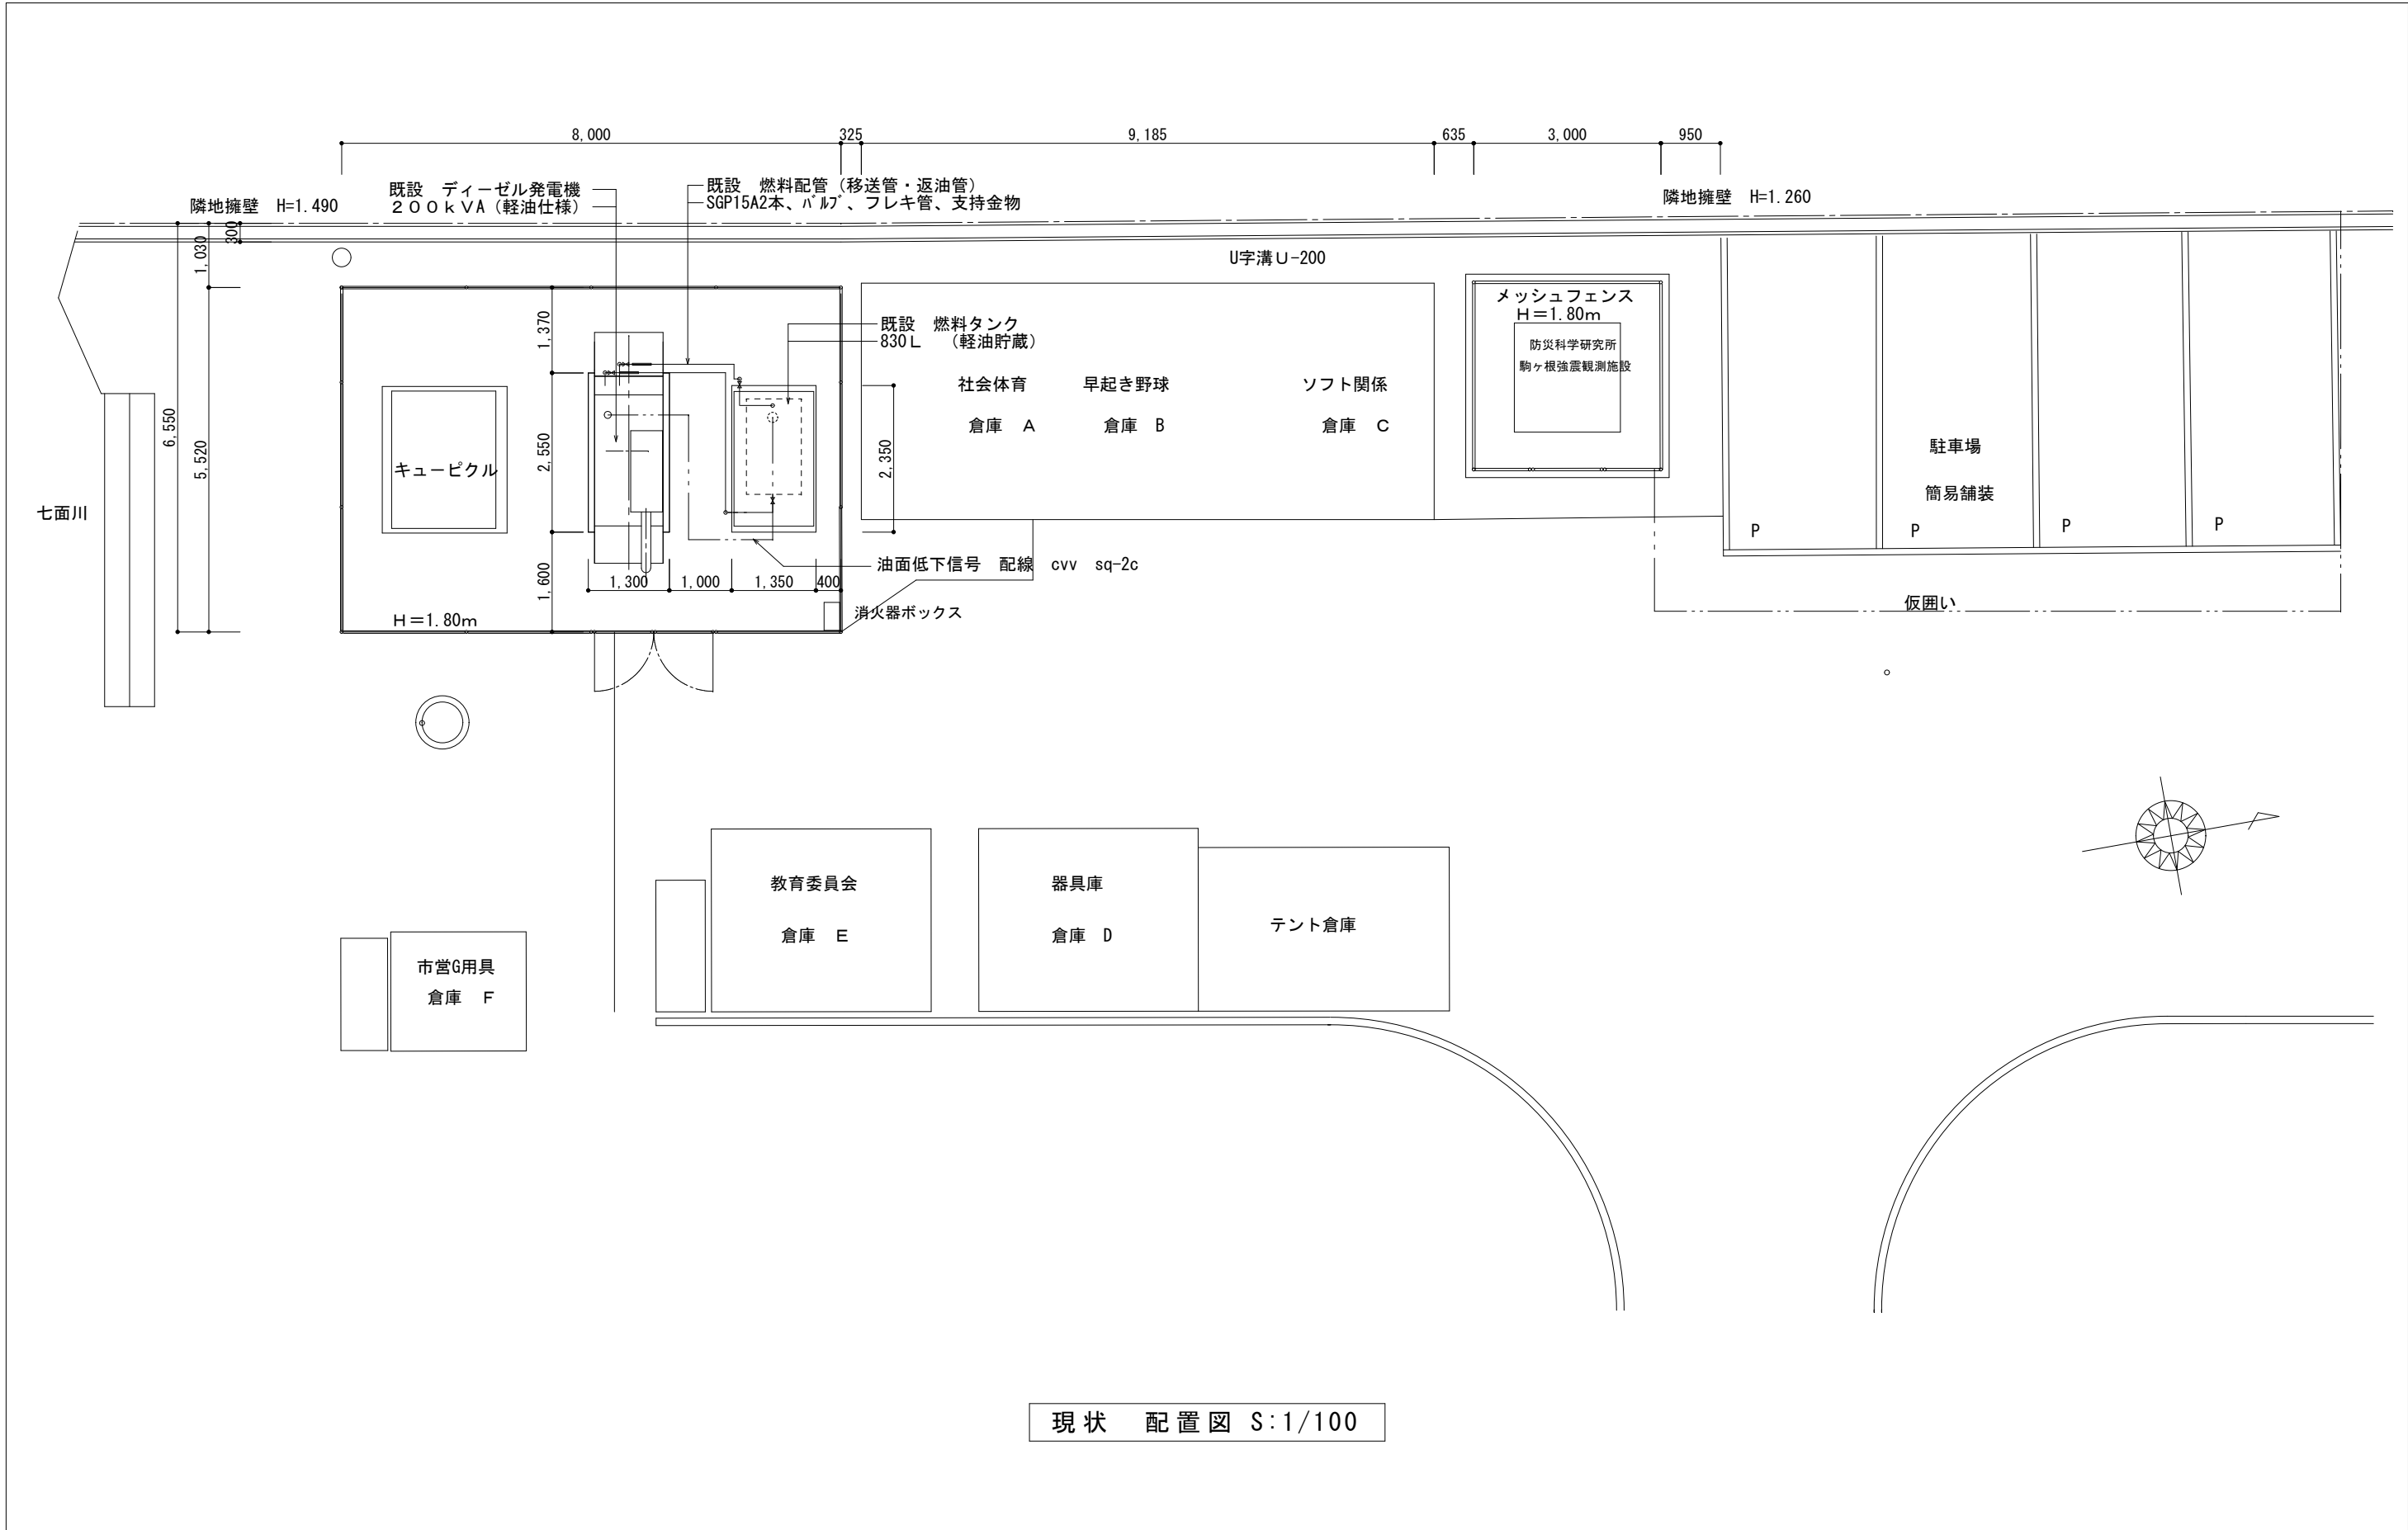 8,000
325
9,185
635
3,000
950
隣地擁壁 H=1.490
既設 ディーゼル発電機
２００ｋＶＡ（軽油仕様）
既設 燃料配管（移送管・返油管）
SGP15A2本、ﾊﾞﾙﾌﾞ、フレキ管、支持金物
隣地擁壁 H=1.260
300
1,030
U字溝Ｕ-200
メッシュフェンス
Ｈ＝1.80ｍ
1,370
既設 燃料タンク
830Ｌ （軽油貯蔵）
防災科学研究所
駒ヶ根強震観測施設
社会体育
早起き野球
ソフト関係
倉庫 Ａ
倉庫 B
倉庫 Ｃ
6,550
5,520
2,550
2,350
キューピクル
駐車場
簡易舗装
七面川
P
P
P
P
油面低下信号 配線 cvv sq-2c
1,600
1,300
1,000
1,350
400
消火器ボックス
Ｈ＝1.80ｍ
仮囲い
教育委員会
倉庫 Ｅ
器具庫
倉庫 D
テント倉庫
市営G用具
倉庫 Ｆ
現状 配置図 S:1/100